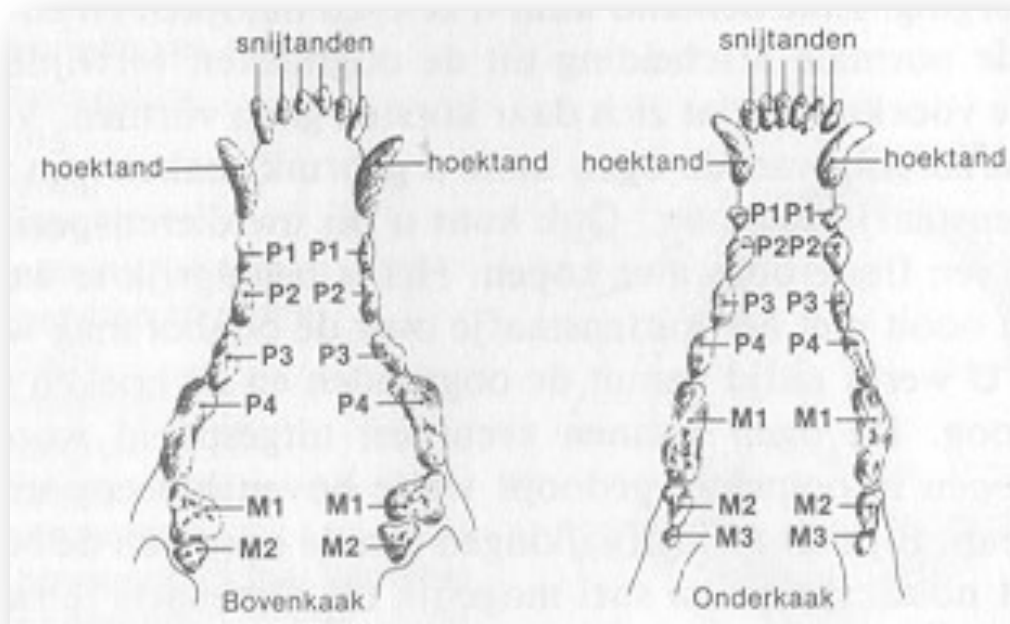 snijtanden
hoektand hoektand
P1 P1
P2 P2
P3 P3
P4 P4
M1 M1
M2 M2
Bovenkaak
snijtanden
hoektand hoektand
P1 P1
P2 P2
P3 P3
P4 P4
M1 M1
M2 M2
M3 M3
Onderkaak